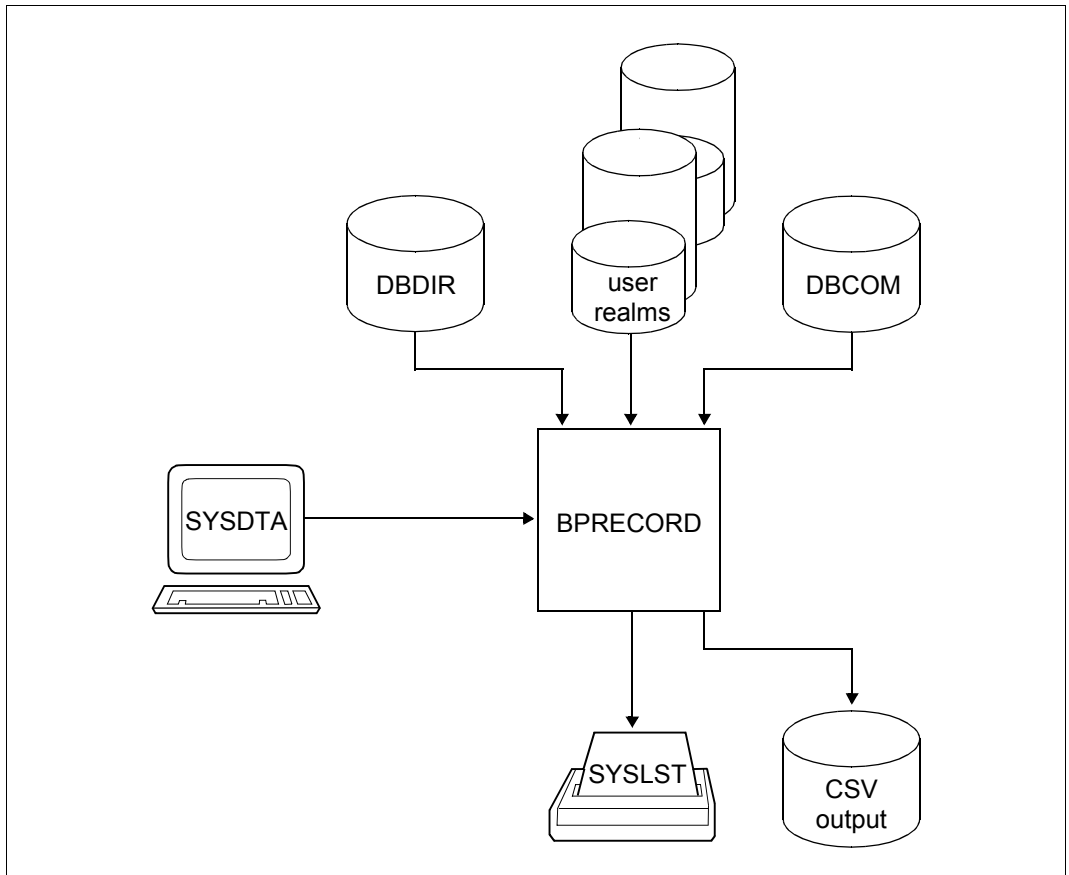 DBDIR
user
realms
DBCOM
SYSDTA
BPRECORD
SYSLST
CSV
output